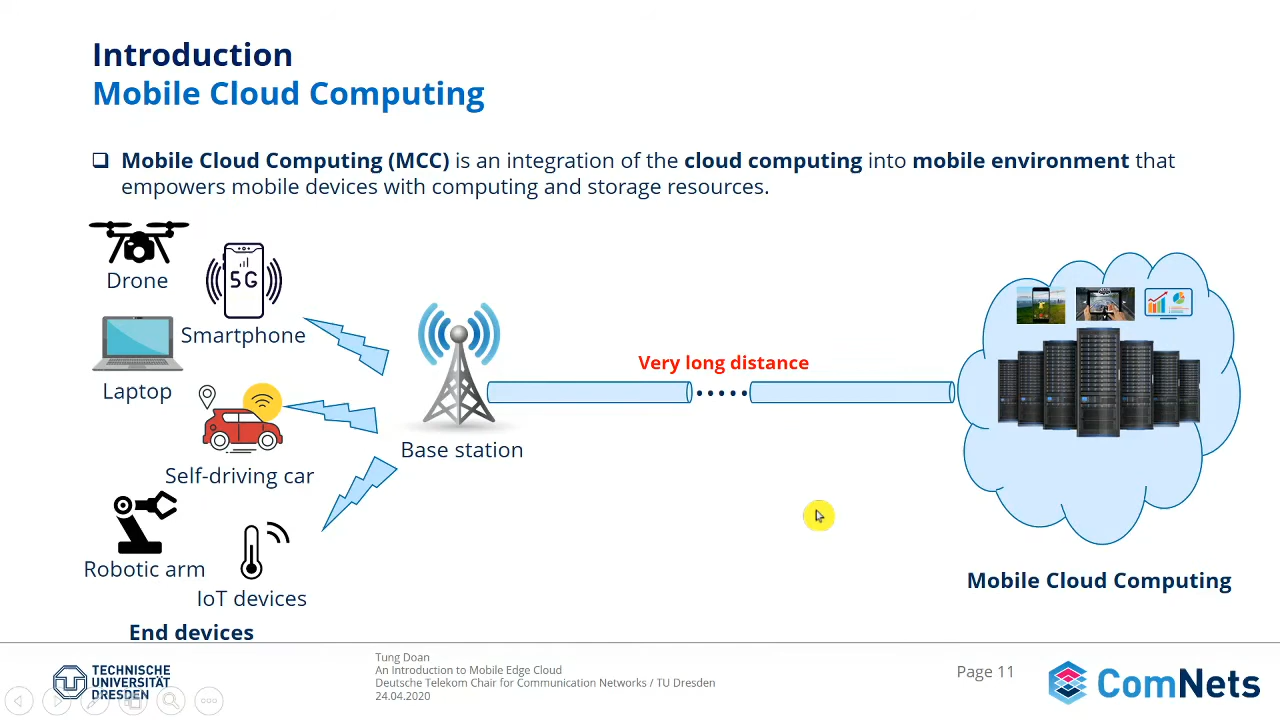 Introduction
Mobile Cloud Computing
Mobile Cloud Computing (MCC) is an integration of the cloud computing into mobile environment that
empowers mobile devices with computing and storage resources.
Drone
5G
Smartphone
Laptop
Self-driving car
Robotic arm
IoT devices
End devices
Base station
Very long distance
Mobile Cloud Computing
TECHNISCHE
UNIVERSITÄT
DRESDEN
Tung Doan
An Introduction to Mobile Edge Cloud
Deutsche Telekom Chair for Communication Networks / TU Dresden
24.04.2020
Page 11
ComNets